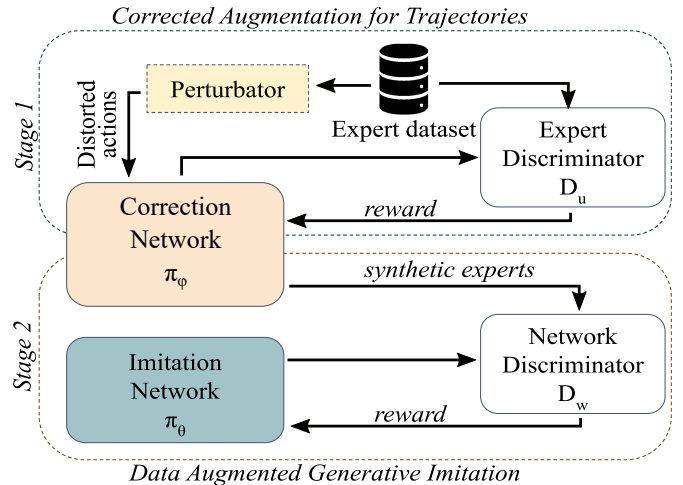 Corrected Augmentation for Trajectories
Stage 1
Perturbator
Expert dataset
Distorted
actions
Expert
Discriminator
D_u
Correction
Network
π_φ
reward
synthetic experts
Stage 2
Network
Discriminator
D_w
Imitation
Network
π_θ
reward
Data Augmented Generative Imitation